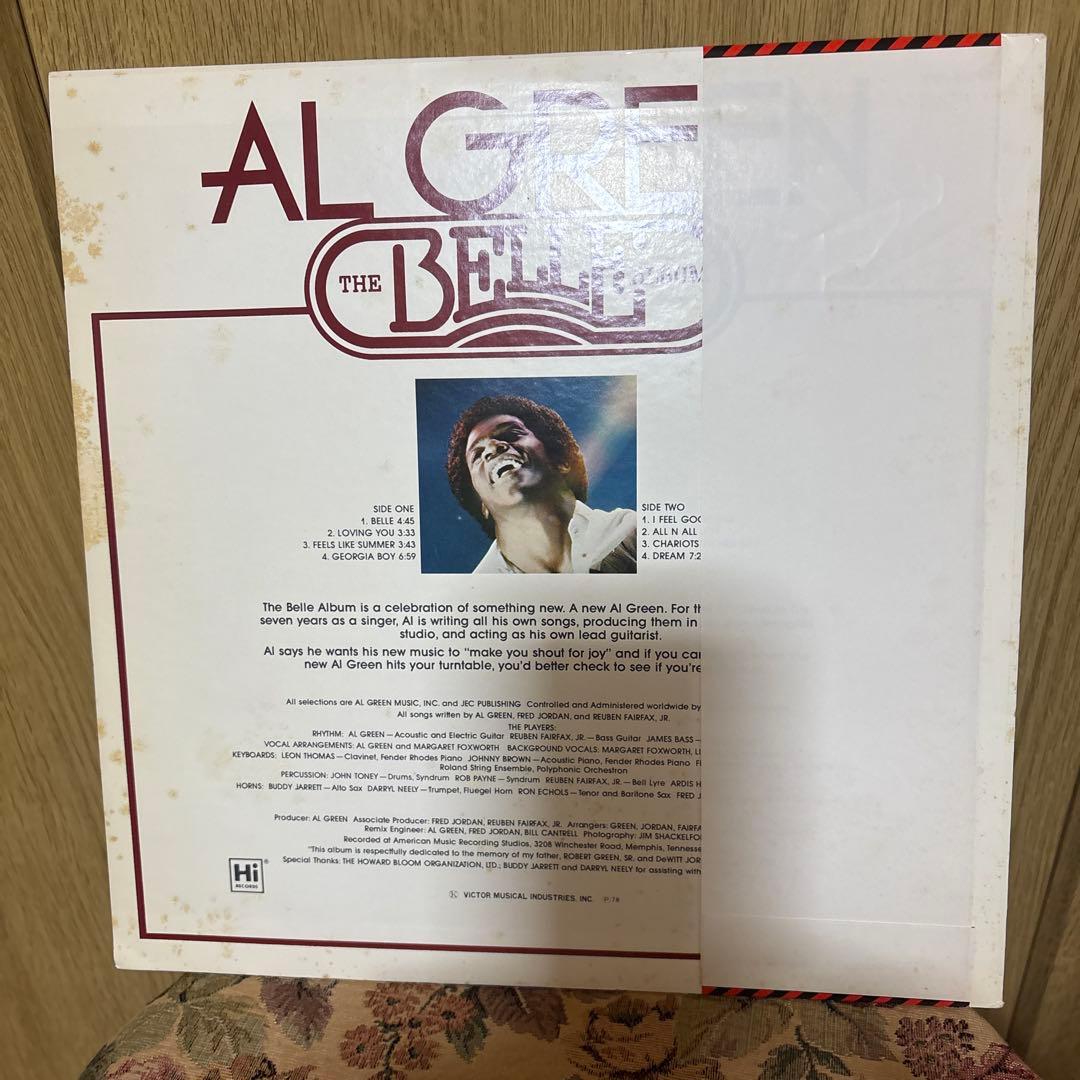 AL GREEN
THE BELLE ALBUM
SIDE ONE
1. BELLE 4:45
2. LOVING YOU 3:33
3. FEELS LIKE SUMMER 3:43
4. GEORGIA BOY 6:59
SIDE TWO
1. I FEEL GOO
2. ALL N ALL
3. CHARIOTS
4. DREAM 7:2
The Belle Album is a celebration of something new. A new Al Green. For th
seven years as a singer, Al is writing all his own songs, producing them in
studio, and acting as his own lead guitarist.
Al says he wants his new music to "make you shout for joy" and if you can
new Al Green hits your turntable, you'd better check to see if you're
All selections are AL GREEN MUSIC, INC. and JEC PUBLISHING Controlled and Administered worldwide by
All songs written by AL GREEN, FRED JORDAN, and REUBEN FAIRFAX, JR.
THE PLAYERS:
RHYTHM: AL GREEN—Acoustic and Electric Guitar REUBEN FAIRFAX, JR.—Bass Guitar JAMES BASS—
VOCAL ARRANGEMENTS: AL GREEN and MARGARET FOXWORTH BACKGROUND VOCALS: MARGARET FOXWORTH, LI
KEYBOARDS: LEON THOMAS—Clavinet, Fender Rhodes Piano JOHNNY BROWN—Acoustic Piano, Fender Rhodes Piano
Roland String Ensemble, Polyphonic Orchestron
PERCUSSION: JOHN TONEY—Drums, Syndrum ROB PAYNE—Syndrum REUBEN FAIRFAX, JR.—Bell Lyre ARDIS H
HORNS: BUDDY JARRETT—Alto Sax DARRYL NEELY—Trumpet, Fluegel Horn RON ECHOLS—Tenor and Baritone Sax FRED J
Producer: AL GREEN Associate Producer: FRED JORDAN, REUBEN FAIRFAX, JR. Arrangers: GREEN, JORDAN, FAIRFA
Remix Engineer: AL GREEN, FRED JORDAN, BILL CANTRELL Photography: JIM SHACKELFO
Recorded at American Music Recording Studios, 3208 Winchester Road, Memphis, Tennesse
"This album is respectfully dedicated to the memory of my father, ROBERT GREEN, SR. and DeWITT JOR
Special Thanks: THE HOWARD BLOOM ORGANIZATION, LTD.; BUDDY JARRETT and DARRYL NEELY for assisting with
Hi®
RECORDS
Ⓚ VICTOR MUSICAL INDUSTRIES, INC. P.'78